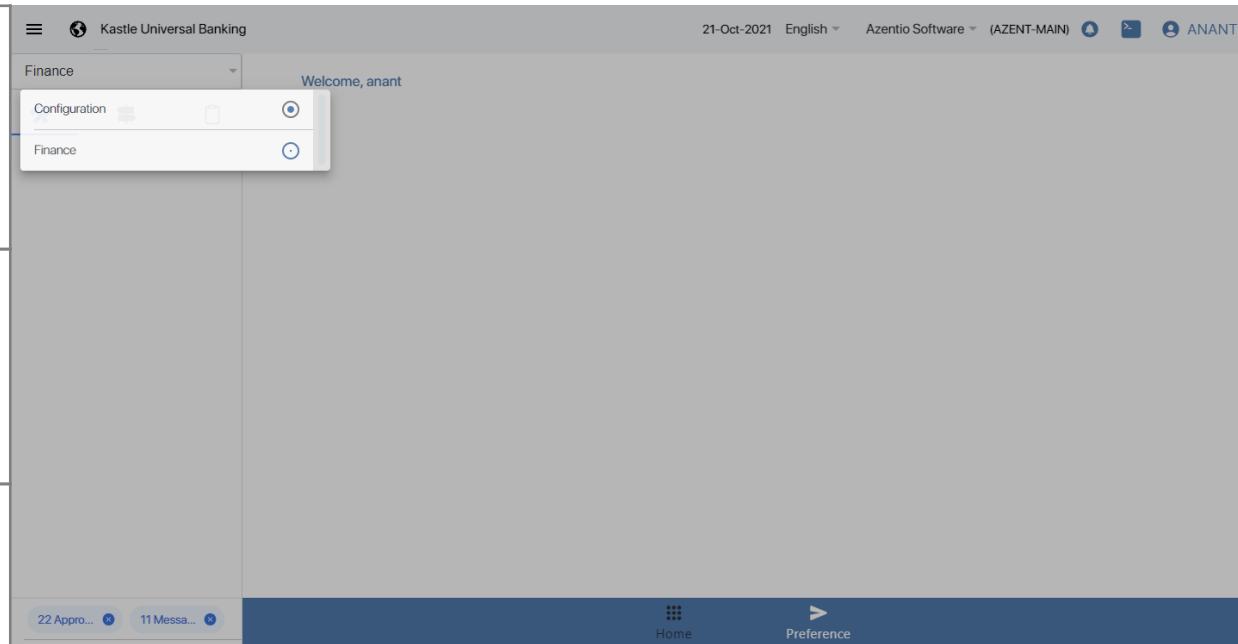 Kastle Universal Banking 21-Oct-2021 English Azentio Software (AZENT-MAIN) ANANT
Finance
Welcome, anant
Configuration
Finance
22 Appro... 11 Messa...
Home Preference